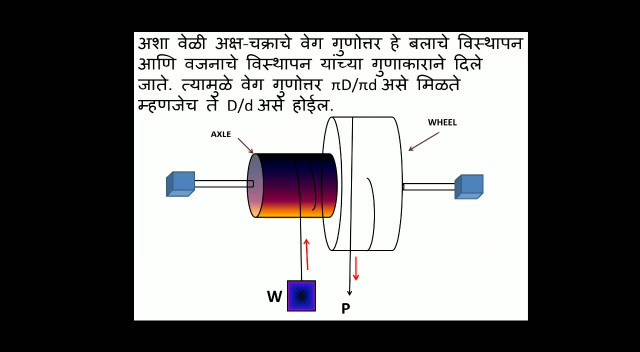 अशा वेळी अक्ष-चक्राचे वेग गुणोत्तर हे बलाचे विस्थापन
आणि वजनाचे विस्थापन यांच्या गुणाकाराने दिले
जाते. त्यामुळे वेग गुणोत्तर πD/πd असे मिळते
म्हणजेच ते D/d असे होईल.
WHEEL
AXLE
W
P